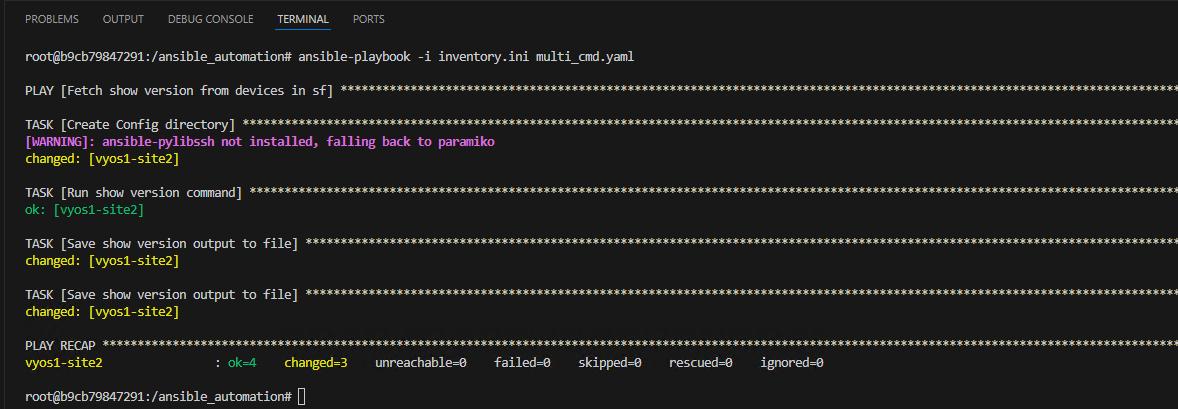 PROBLEMS OUTPUT DEBUG CONSOLE TERMINAL PORTS
root@b9cb79847291:/ansible_automation# ansible-playbook -i inventory.ini multi_cmd.yaml
PLAY [Fetch show version from devices in sf] ************************************************************************************************************************
TASK [Create Config directory] **************************************************************************************************************************************
[WARNING]: ansible-pylibssh not installed, falling back to paramiko
changed: [vyos1-site2]
TASK [Run show version command] *************************************************************************************************************************************
ok: [vyos1-site2]
TASK [Save show version output to file] *****************************************************************************************************************************
changed: [vyos1-site2]
TASK [Save show version output to file] *****************************************************************************************************************************
changed: [vyos1-site2]
PLAY RECAP **********************************************************************************************************************************************************
vyos1-site2 : ok=4 changed=3 unreachable=0 failed=0 skipped=0 rescued=0 ignored=0
root@b9cb79847291:/ansible_automation#